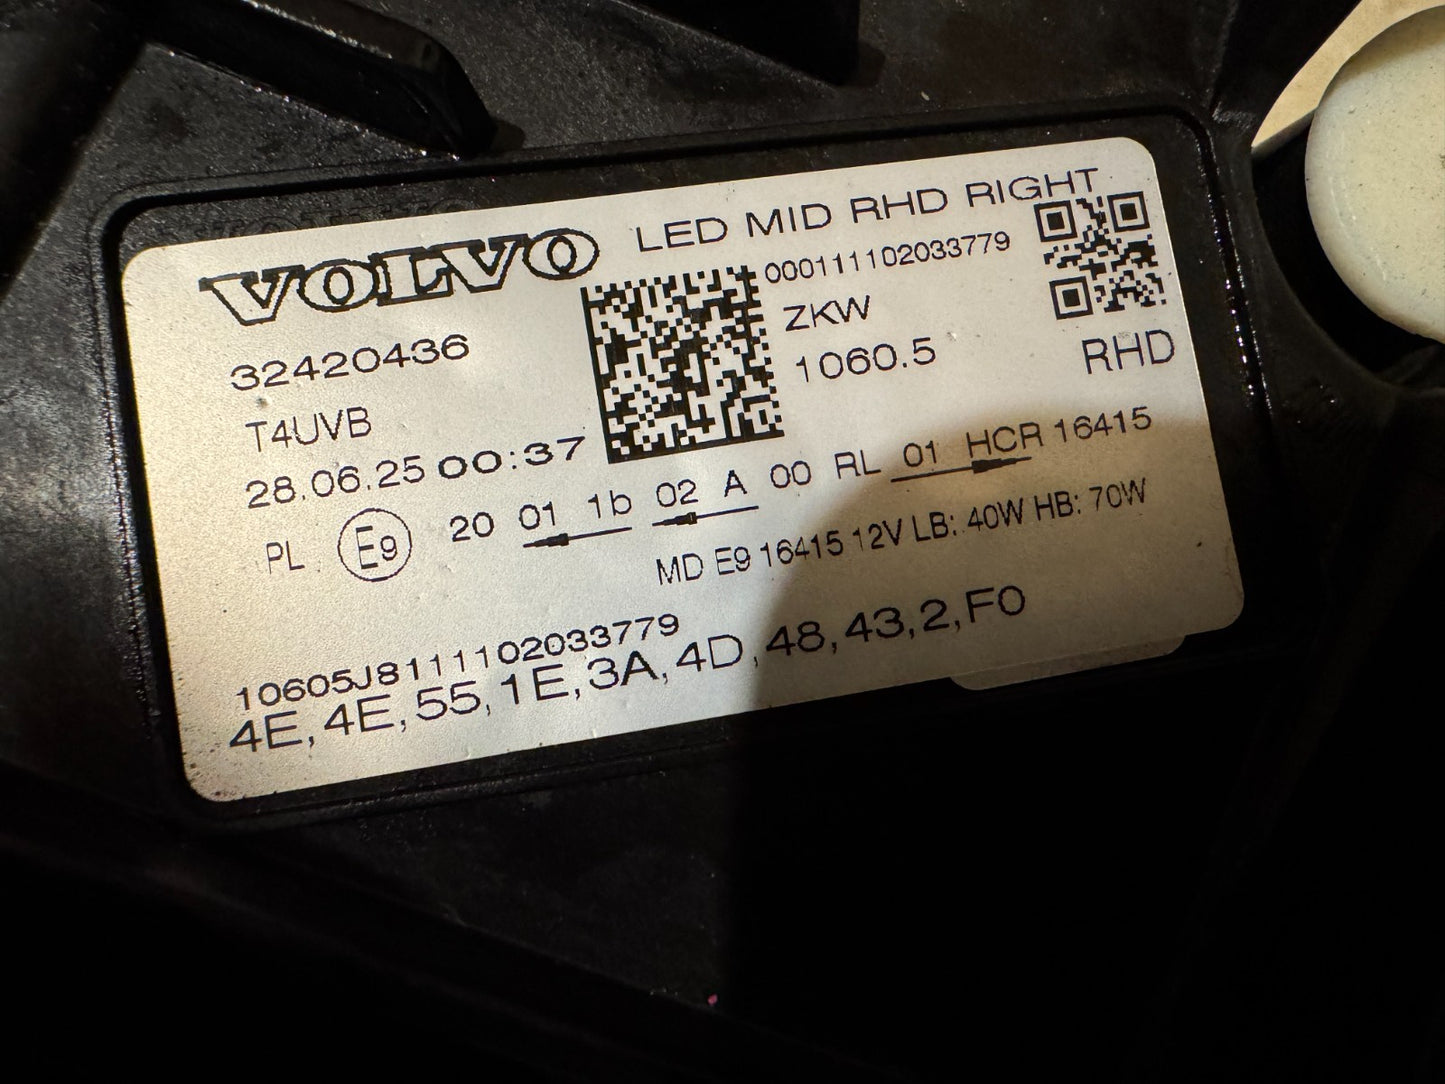 VOLVO LED MID RHD RIGHT
000111102033779
32420436
ZKW
T4UVB
1060.5
RHD
28.06.25 00:37
PL E9 20 01 1b 02 A 00 RL 01 HCR 16415
MD E9 16415 12V LB: 40W HB: 70W
10605J8111102033779
4E,4E,55,1E,3A,4D,48,43,2,F0